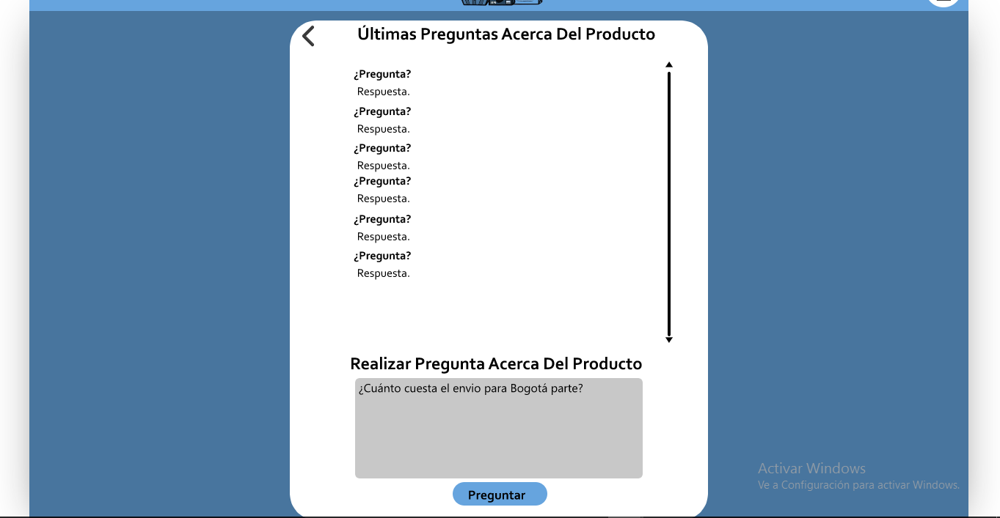 Últimas Preguntas Acerca Del Producto
¿Pregunta?
Respuesta.
¿Pregunta?
Respuesta.
¿Pregunta?
Respuesta.
¿Pregunta?
Respuesta.
¿Pregunta?
Respuesta.
¿Pregunta?
Respuesta.
Realizar Pregunta Acerca Del Producto
¿Cuánto cuesta el envio para Bogotá parte?
Preguntar
Activar Windows
Ve a Configuración para activar Windows.